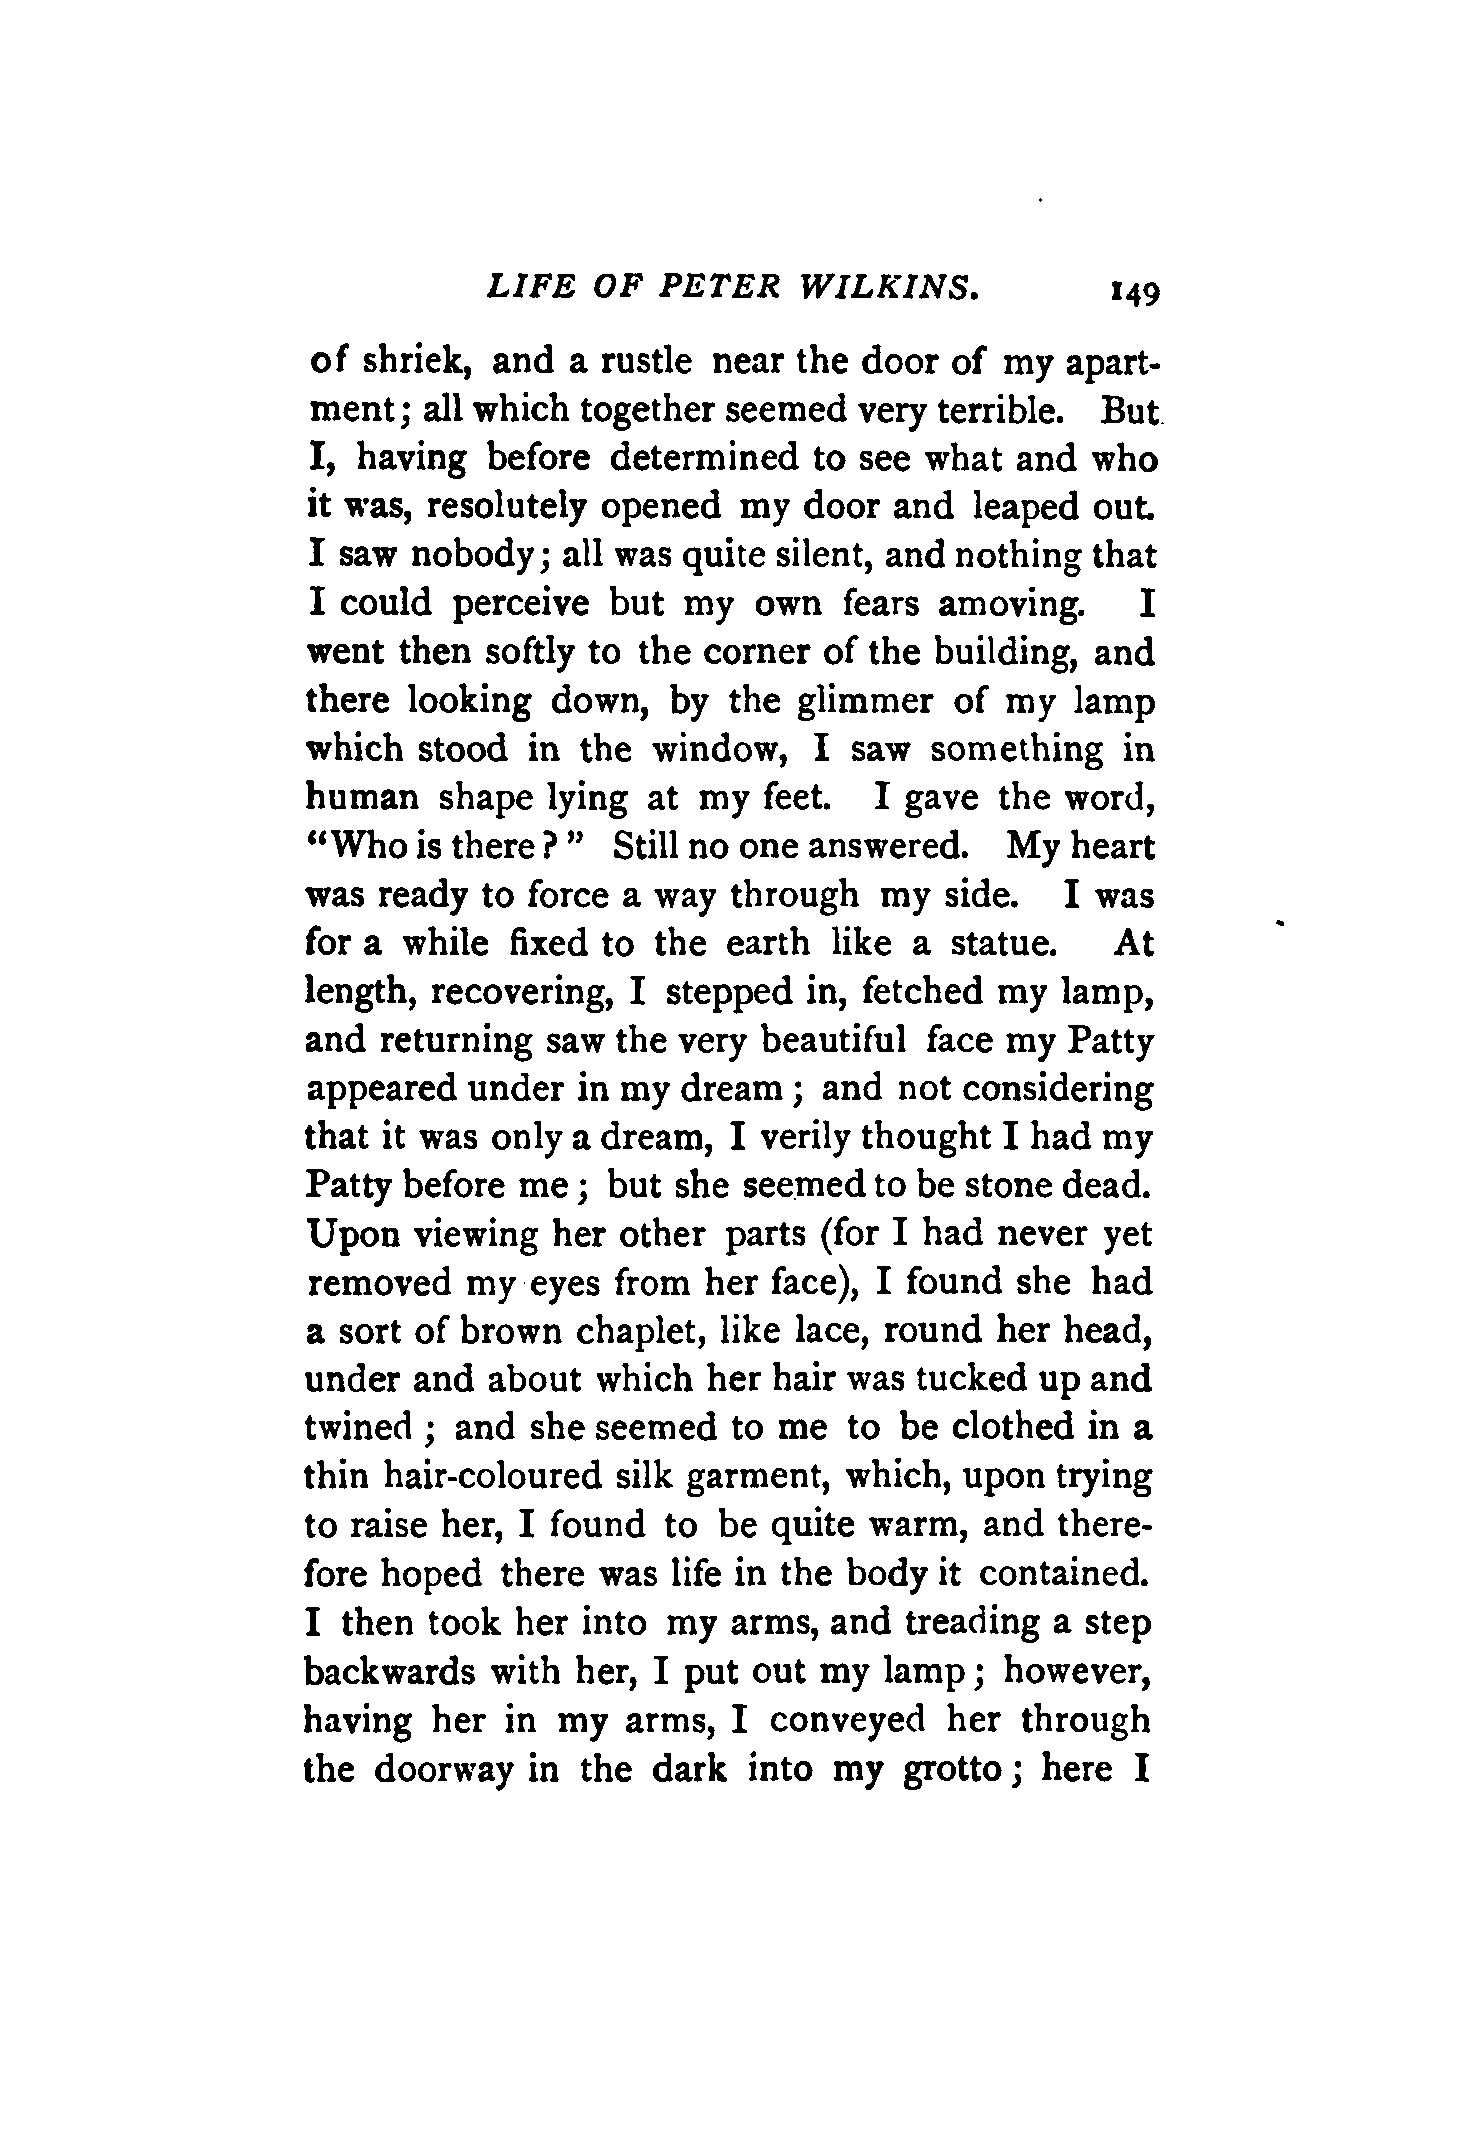 LIFE OF PETER WILKINS. 149
of shriek, and a rustle near the door of my apart-
ment; all which together seemed very terrible. But
I, having before determined to see what and who
it was, resolutely opened my door and leaped out.
I saw nobody; all was quite silent, and nothing that
I could perceive but my own fears amoving. I
went then softly to the corner of the building, and
there looking down, by the glimmer of my lamp
which stood in the window, I saw something in
human shape lying at my feet. I gave the word,
“Who is there?” Still no one answered. My heart
was ready to force a way through my side. I was
for a while fixed to the earth like a statue. At
length, recovering, I stepped in, fetched my lamp,
and returning saw the very beautiful face my Patty
appeared under in my dream; and not considering
that it was only a dream, I verily thought I had my
Patty before me; but she seemed to be stone dead.
Upon viewing her other parts (for I had never yet
removed my eyes from her face), I found she had
a sort of brown chaplet, like lace, round her head,
under and about which her hair was tucked up and
twined; and she seemed to me to be clothed in a
thin hair-coloured silk garment, which, upon trying
to raise her, I found to be quite warm, and there-
fore hoped there was life in the body it contained.
I then took her into my arms, and treading a step
backwards with her, I put out my lamp; however,
having her in my arms, I conveyed her through
the doorway in the dark into my grotto; here I